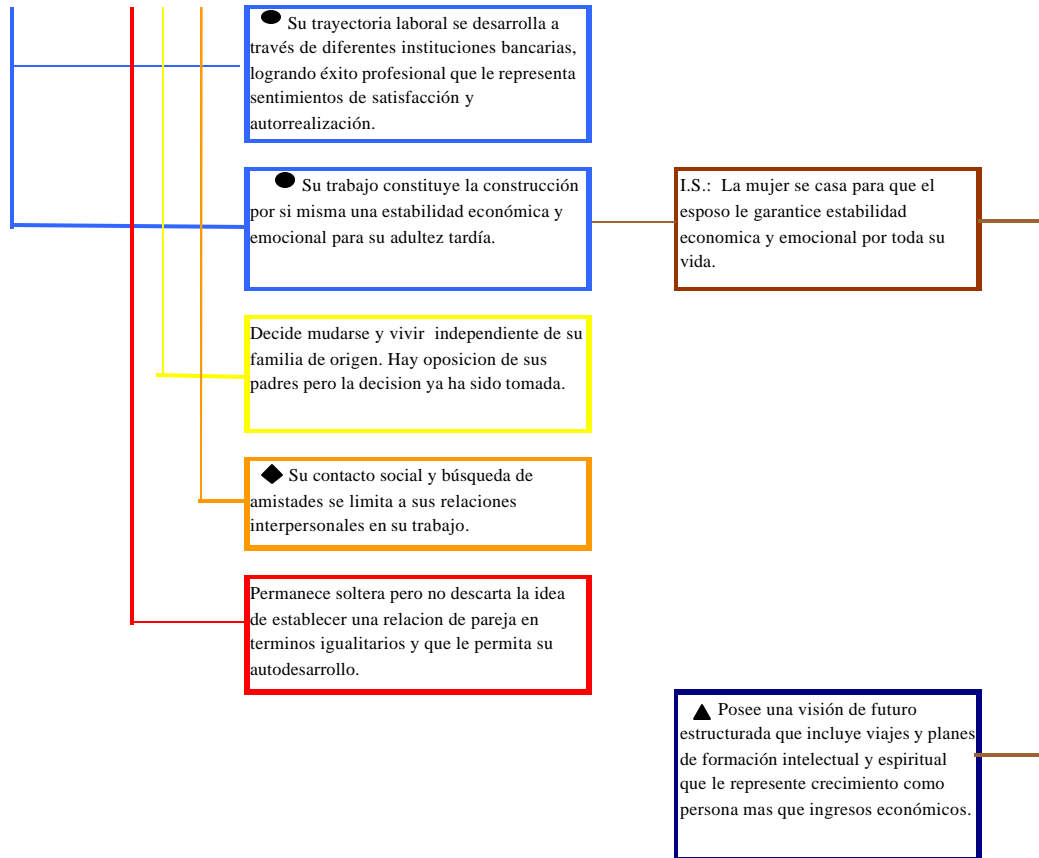 Su trayectoria laboral se desarrolla a
través de diferentes instituciones bancarias,
logrando éxito profesional que le representa
sentimientos de satisfacción y
autorrealización.
Su trabajo constituye la construcción
por si misma una estabilidad económica y
emocional para su adultez tardía.
I.S.: La mujer se casa para que el
esposo le garantice estabilidad
economica y emocional por toda su
vida.
Decide mudarse y vivir independiente de su
familia de origen. Hay oposicion de sus
padres pero la decision ya ha sido tomada.
Su contacto social y búsqueda de
amistades se limita a sus relaciones
interpersonales en su trabajo.
Permanece soltera pero no descarta la idea
de establecer una relacion de pareja en
terminos igualitarios y que le permita su
autodesarrollo.
Posee una visión de futuro
estructurada que incluye viajes y planes
de formación intelectual y espiritual
que le represente crecimiento como
persona mas que ingresos económicos.